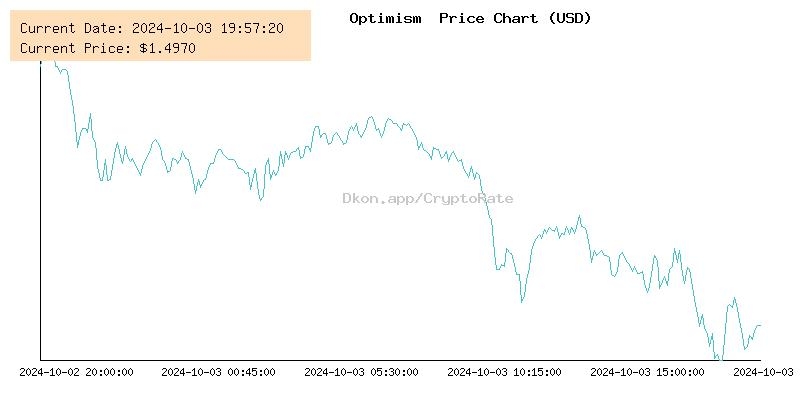 Optimism  Price Chart (USD)
Current Date: 2024-10-03 19:57:20
Current Price: $1.4970
Dkon.app/CryptoRate
2024-10-02 20:00:00 2024-10-03 00:45:00 2024-10-03 05:30:00 2024-10-03 10:15:00 2024-10-03 15:00:00 2024-10-03